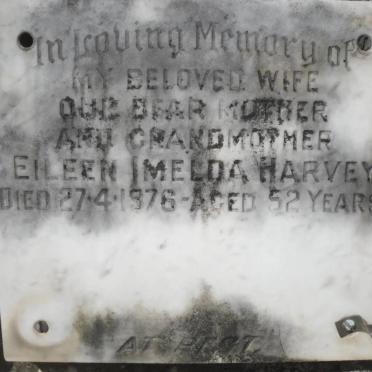 In Loving Memory of
MY BELOVED WIFE
OUR DEAR MOTHER
AND GRANDMOTHER
EILEEN IMELDA HARVEY
DIED 27·4·1976-AGED 52 YEARS
AT REST